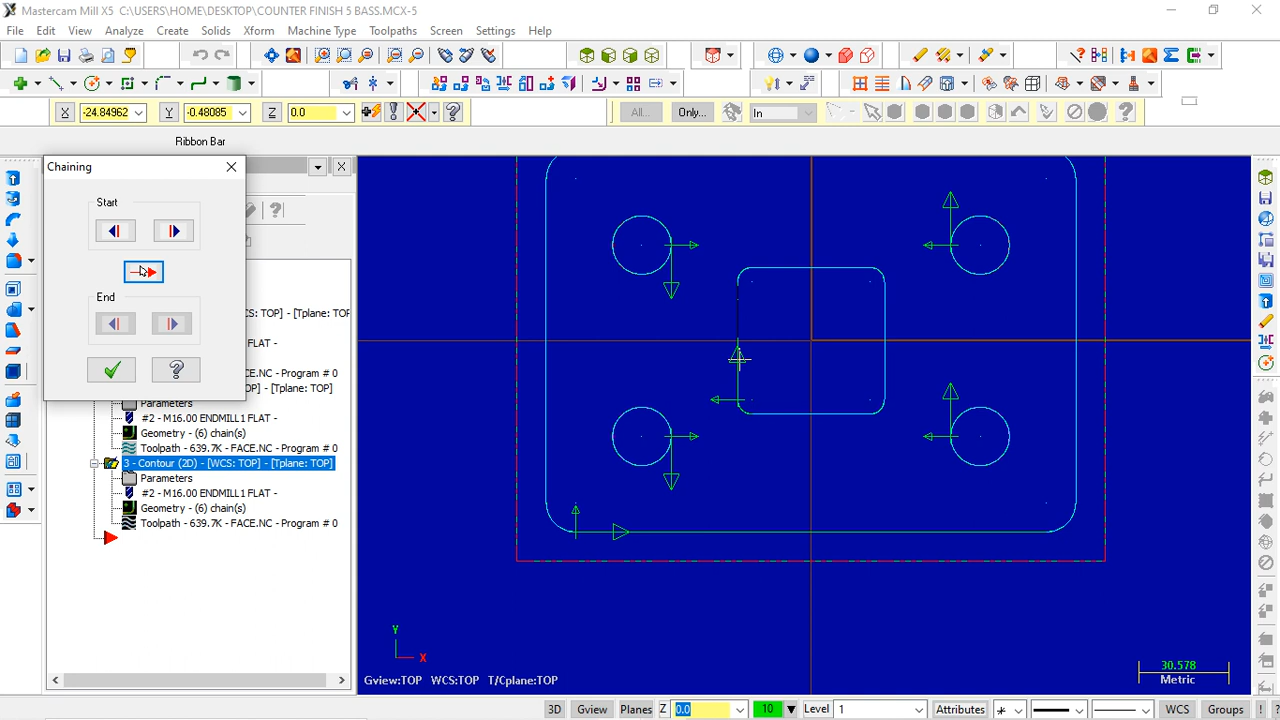 Mastercam Mill X5 C:\USERS\HOME\DESKTOP\COUNTER FINISH 5 BASS.MCX-5
File Edit View Analyze Create Solids Xform Machine Type Toolpaths Screen Settings Help
X -24.84962 Y -0.48085 Z 0.0 All... Only... In
Ribbon Bar
Chaining
Start
End
CS: TOP] - [Tplane: TOP
FLAT -
CE.NC - Program # 0
OP] - [Tplane: TOP]
Parameters
#2 - M16.00 ENDMILL1 FLAT -
Geometry - (6) chain(s)
Toolpath - 639.7K - FACE.NC - Program # 0
3 - Contour (2D) - [WCS: TOP] - [Tplane: TOP]
Parameters
#2 - M16.00 ENDMILL1 FLAT -
Geometry - (6) chain(s)
Toolpath - 639.7K - FACE.NC - Program # 0
Y
X
Gview:TOP WCS:TOP T/Cplane:TOP
30.578
Metric
3D Gview Planes Z 0.0 10 Level 1 Attributes WCS Groups ! ?